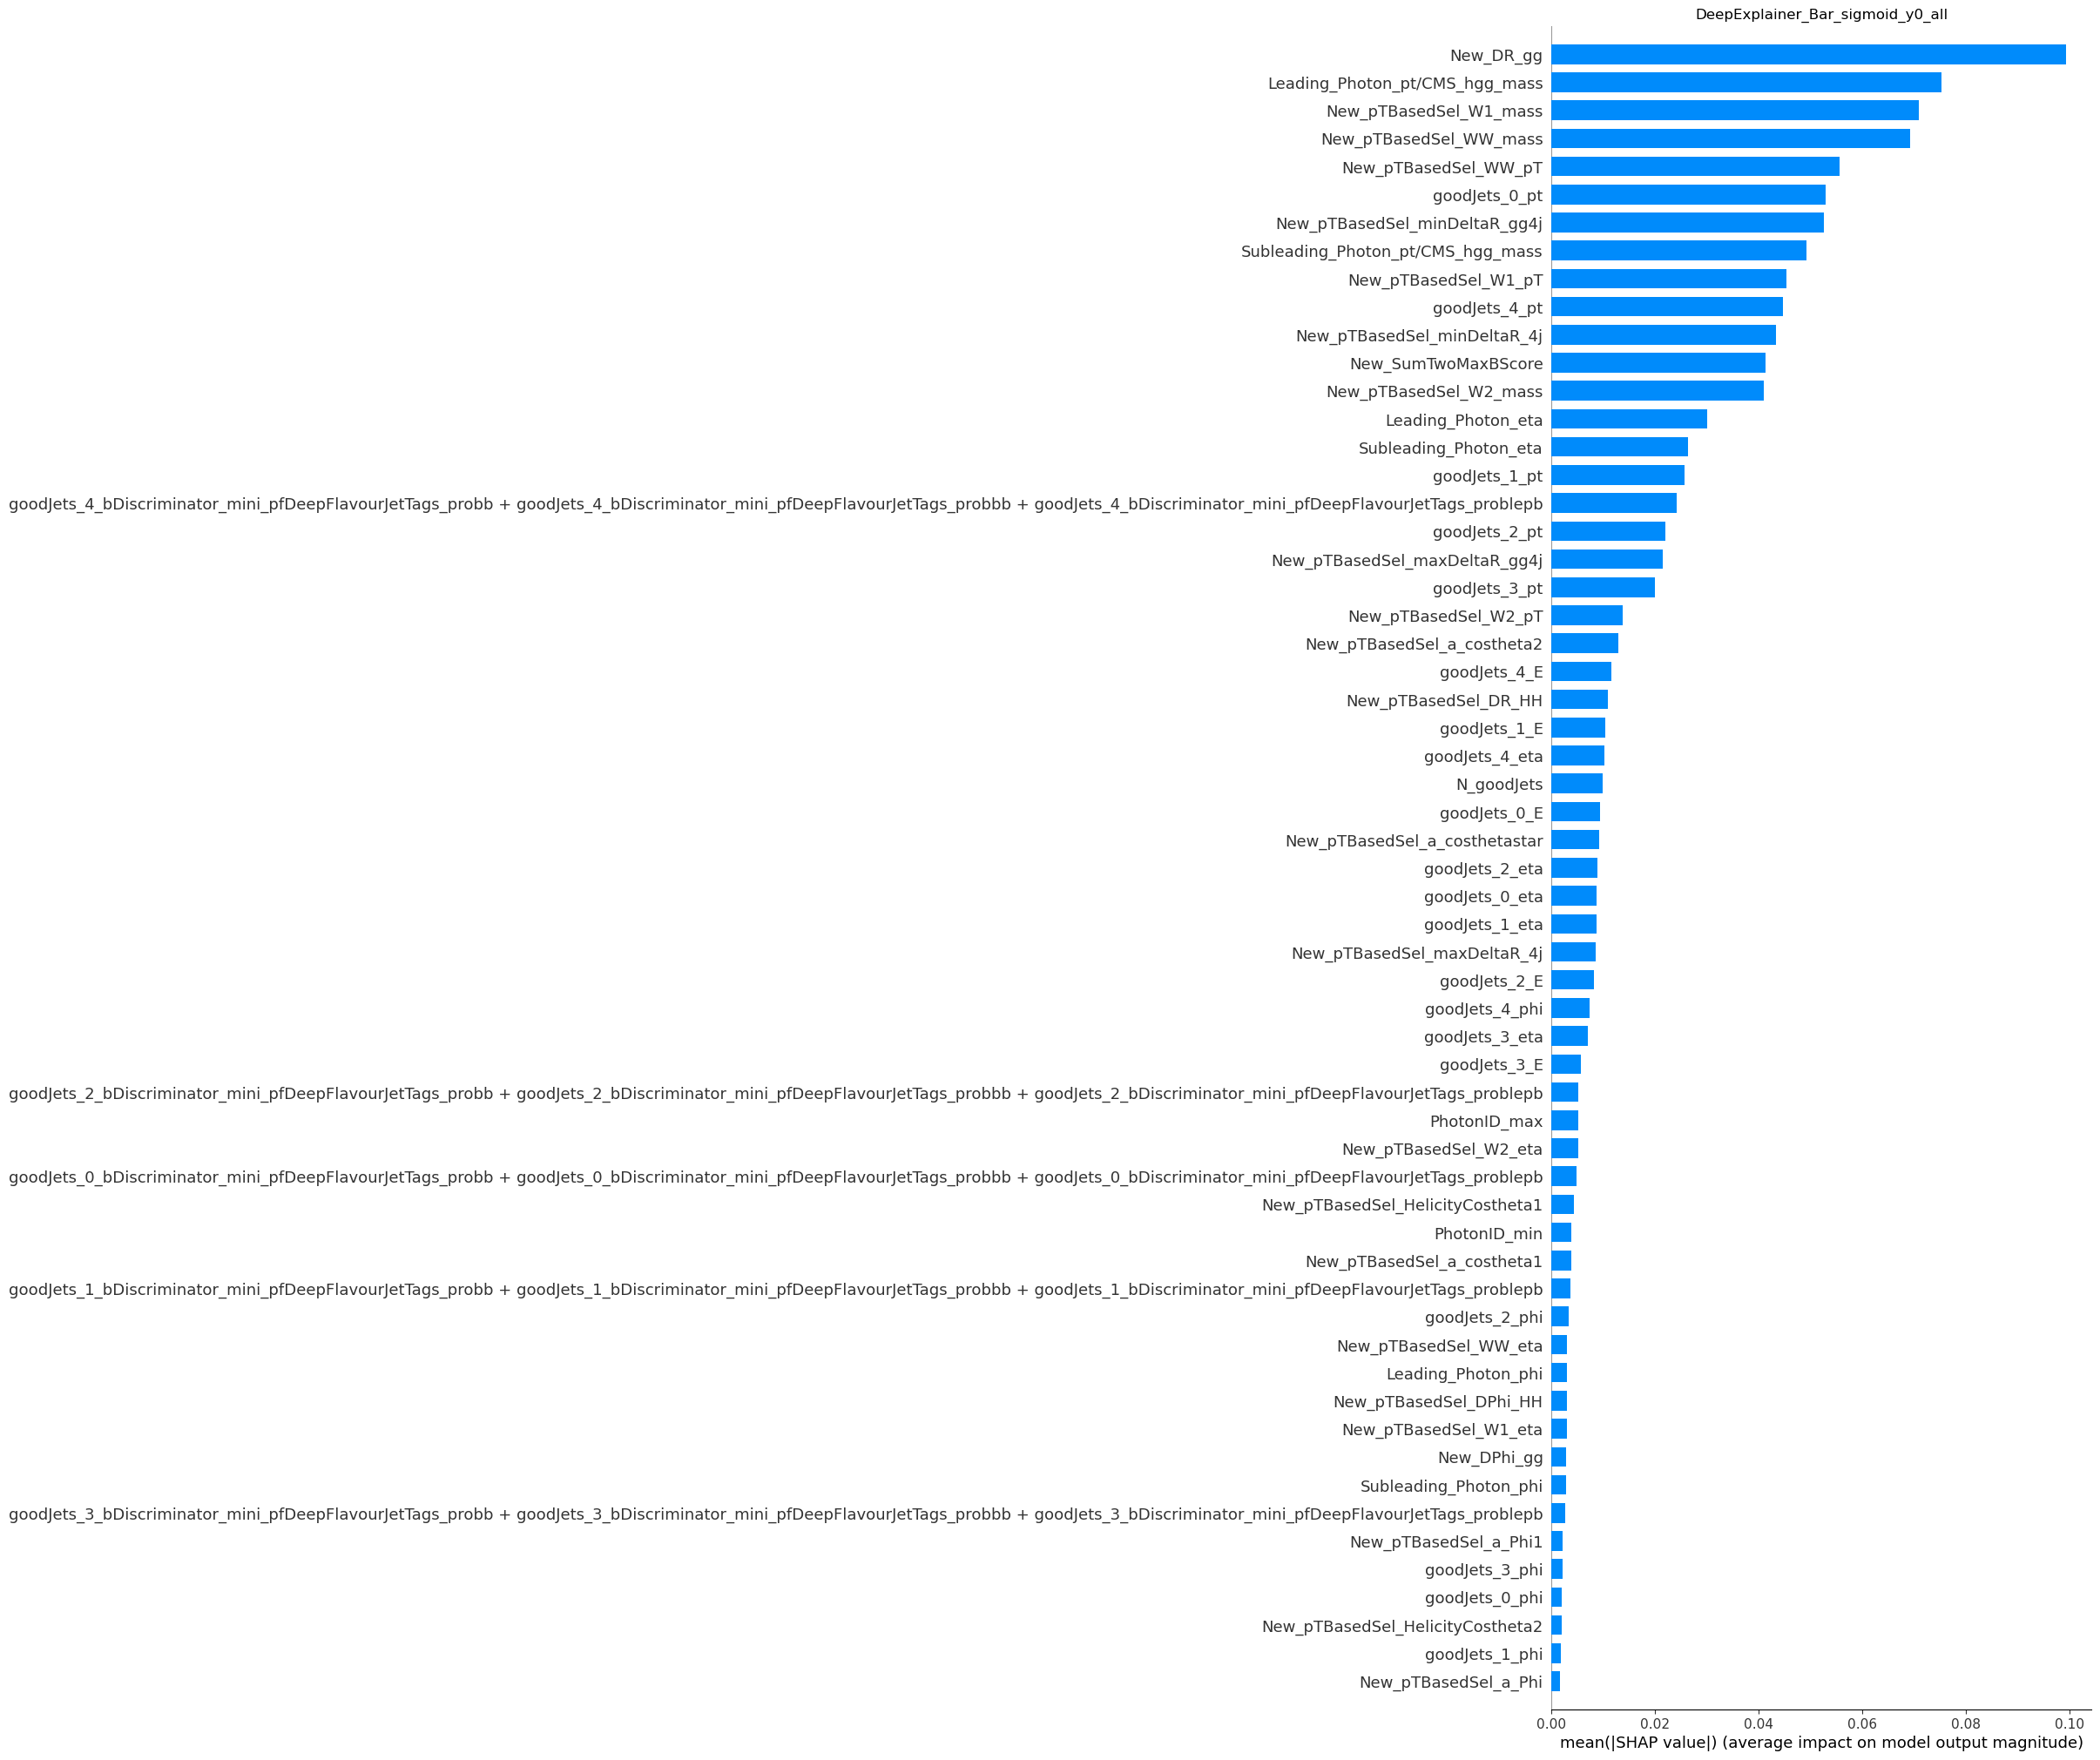 DeepExplainer_Bar_sigmoid_y0_all
New_DR_gg
Leading_Photon_pt/CMS_hgg_mass
New_pTBasedSel_W1_mass
New_pTBasedSel_WW_mass
New_pTBasedSel_WW_pT
goodJets_0_pt
New_pTBasedSel_minDeltaR_gg4j
Subleading_Photon_pt/CMS_hgg_mass
New_pTBasedSel_W1_pT
goodJets_4_pt
New_pTBasedSel_minDeltaR_4j
New_SumTwoMaxBScore
New_pTBasedSel_W2_mass
Leading_Photon_eta
Subleading_Photon_eta
goodJets_1_pt
goodJets_4_bDiscriminator_mini_pfDeepFlavourJetTags_probb + goodJets_4_bDiscriminator_mini_pfDeepFlavourJetTags_probbb + goodJets_4_bDiscriminator_mini_pfDeepFlavourJetTags_problepb
goodJets_2_pt
New_pTBasedSel_maxDeltaR_gg4j
goodJets_3_pt
New_pTBasedSel_W2_pT
New_pTBasedSel_a_costheta2
goodJets_4_E
New_pTBasedSel_DR_HH
goodJets_1_E
goodJets_4_eta
N_goodJets
goodJets_0_E
New_pTBasedSel_a_costhetastar
goodJets_2_eta
goodJets_0_eta
goodJets_1_eta
New_pTBasedSel_maxDeltaR_4j
goodJets_2_E
goodJets_4_phi
goodJets_3_eta
goodJets_3_E
goodJets_2_bDiscriminator_mini_pfDeepFlavourJetTags_probb + goodJets_2_bDiscriminator_mini_pfDeepFlavourJetTags_probbb + goodJets_2_bDiscriminator_mini_pfDeepFlavourJetTags_problepb
PhotonID_max
New_pTBasedSel_W2_eta
goodJets_0_bDiscriminator_mini_pfDeepFlavourJetTags_probb + goodJets_0_bDiscriminator_mini_pfDeepFlavourJetTags_probbb + goodJets_0_bDiscriminator_mini_pfDeepFlavourJetTags_problepb
New_pTBasedSel_HelicityCostheta1
PhotonID_min
New_pTBasedSel_a_costheta1
goodJets_1_bDiscriminator_mini_pfDeepFlavourJetTags_probb + goodJets_1_bDiscriminator_mini_pfDeepFlavourJetTags_probbb + goodJets_1_bDiscriminator_mini_pfDeepFlavourJetTags_problepb
goodJets_2_phi
New_pTBasedSel_WW_eta
Leading_Photon_phi
New_pTBasedSel_DPhi_HH
New_pTBasedSel_W1_eta
New_DPhi_gg
Subleading_Photon_phi
goodJets_3_bDiscriminator_mini_pfDeepFlavourJetTags_probb + goodJets_3_bDiscriminator_mini_pfDeepFlavourJetTags_probbb + goodJets_3_bDiscriminator_mini_pfDeepFlavourJetTags_problepb
New_pTBasedSel_a_Phi1
goodJets_3_phi
goodJets_0_phi
New_pTBasedSel_HelicityCostheta2
goodJets_1_phi
New_pTBasedSel_a_Phi
0.00 0.02 0.04 0.06 0.08 0.10
mean(|SHAP value|) (average impact on model output magnitude)